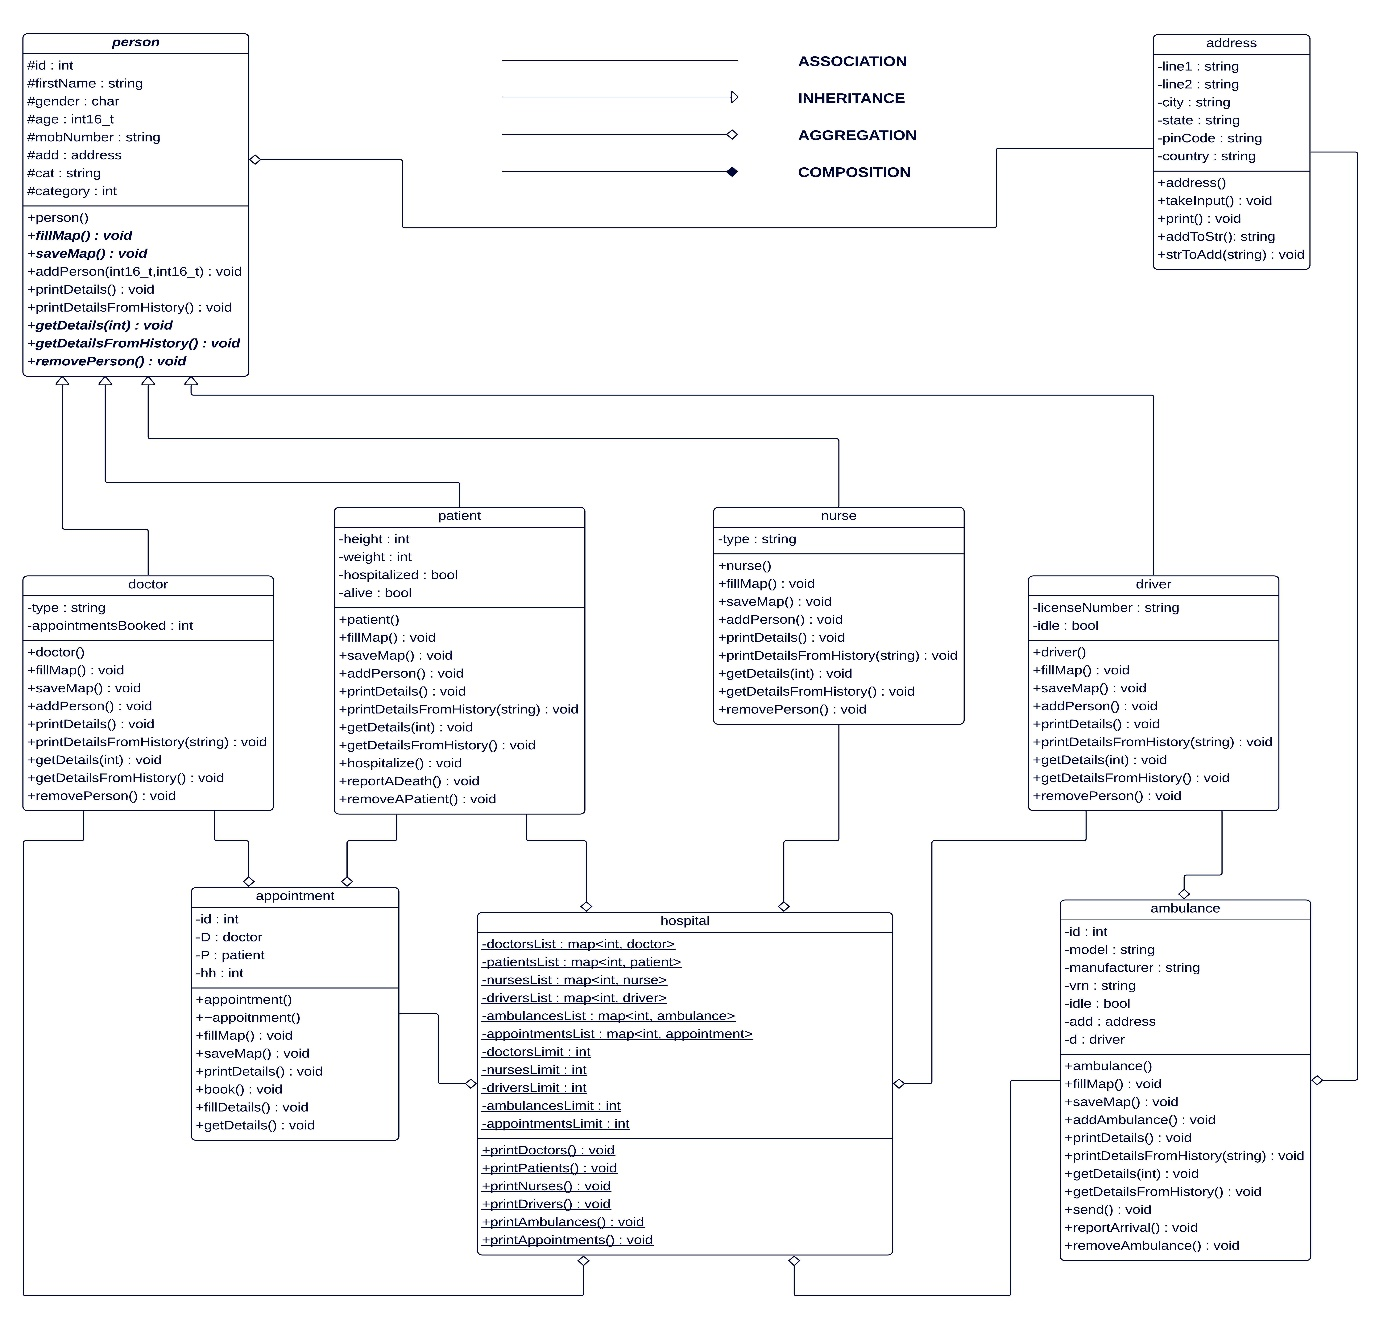 person
#id : int
#firstName : string
#gender : char
#age : int16_t
#mobNumber : string
#add : address
#cat : string
#category : int
+person()
+fillMap() : void
+saveMap() : void
+addPerson(int16_t,int16_t) : void
+printDetails() : void
+printDetailsFromHistory() : void
+getDetails(int) : void
+getDetailsFromHistory() : void
+removePerson() : void
ASSOCIATION
INHERITANCE
AGGREGATION
COMPOSITION
address
-line1 : string
-line2 : string
-city : string
-state : string
-pinCode : string
-country : string
+address()
+takeInput() : void
+print() : void
+addToStr(): string
+strToAdd(string) : void
doctor
-type : string
-appointmentsBooked : int
+doctor()
+fillMap() : void
+saveMap() : void
+addPerson() : void
+printDetails() : void
+printDetailsFromHistory(string) : void
+getDetails(int) : void
+getDetailsFromHistory() : void
+removePerson() : void
patient
-height : int
-weight : int
-hospitalized : bool
-alive : bool
+patient()
+fillMap() : void
+saveMap() : void
+addPerson() : void
+printDetails() : void
+printDetailsFromHistory(string) : void
+getDetails(int) : void
+getDetailsFromHistory() : void
+hospitalize() : void
+reportADeath() : void
+removeAPatient() : void
nurse
-type : string
+nurse()
+fillMap() : void
+saveMap() : void
+addPerson() : void
+printDetails() : void
+printDetailsFromHistory(string) : void
+getDetails(int) : void
+getDetailsFromHistory() : void
+removePerson() : void
driver
-licenseNumber : string
-idle : bool
+driver()
+fillMap() : void
+saveMap() : void
+addPerson() : void
+printDetails() : void
+printDetailsFromHistory(string) : void
+getDetails(int) : void
+getDetailsFromHistory() : void
+removePerson() : void
appointment
-id : int
-D : doctor
-P : patient
-hh : int
+appointment()
+~appoitnment()
+fillMap() : void
+saveMap() : void
+printDetails() : void
+book() : void
+fillDetails() : void
+getDetails() : void
hospital
-doctorsList : map<int, doctor>
-patientsList : map<int, patient>
-nursesList : map<int, nurse>
-driversList : map<int, driver>
-ambulancesList : map<int, ambulance>
-appointmentsList : map<int, appointment>
-doctorsLimit : int
-nursesLimit : int
-driversLimit : int
-ambulancesLimit : int
-appointmentsLimit : int
+printDoctors() : void
+printPatients() : void
+printNurses() : void
+printDrivers() : void
+printAmbulances() : void
+printAppointments() : void
ambulance
-id : int
-model : string
-manufacturer : string
-vrn : string
-idle : bool
-add : address
-d : driver
+ambulance()
+fillMap() : void
+saveMap() : void
+addAmbulance() : void
+printDetails() : void
+printDetailsFromHistory(string) : void
+getDetails(int) : void
+getDetailsFromHistory() : void
+send() : void
+reportArrival() : void
+removeAmbulance() : void